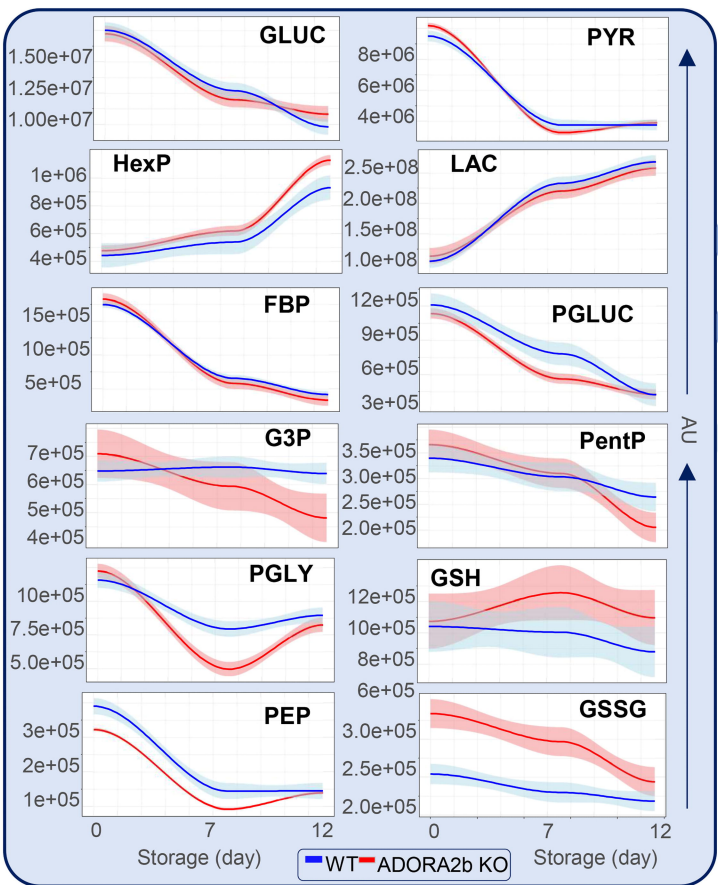 GLUC
1.50e+07
1.25e+07
1.00e+07
PYR
8e+06
6e+06
4e+06
HexP
1e+06
8e+05
6e+05
4e+05
LAC
2.5e+08
2.0e+08
1.5e+08
1.0e+08
FBP
15e+05
10e+05
5e+05
PGLUC
12e+05
9e+05
6e+05
3e+05
G3P
7e+05
6e+05
5e+05
4e+05
PentP
3.5e+05
3.0e+05
2.5e+05
2.0e+05
PGLY
10e+05
7.5e+05
5.0e+05
GSH
12e+05
10e+05
8e+05
6e+05
PEP
3e+05
2e+05
1e+05
GSSG
3.0e+05
2.5e+05
2.0e+05
AU
0 7 12
0 7 12
Storage (day)
Storage (day)
WT ADORA2b KO